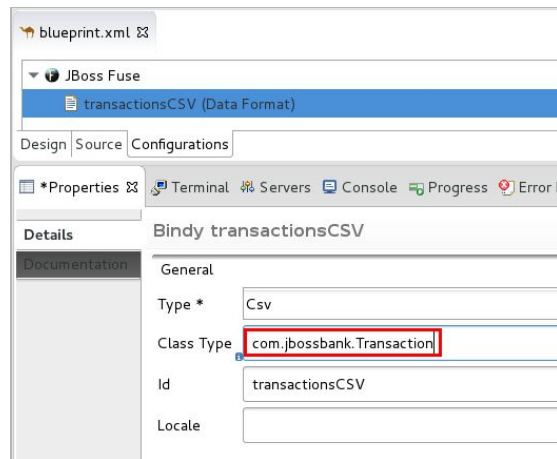 blueprint.xml
JBoss Fuse
transactionsCSV (Data Format)
Design Source Configurations
*Properties Terminal Servers Console Progress Error
Details
Bindy transactionsCSV
Documentation
General
Type * Csv
Class Type com.jbossbank.Transaction
Id transactionsCSV
Locale